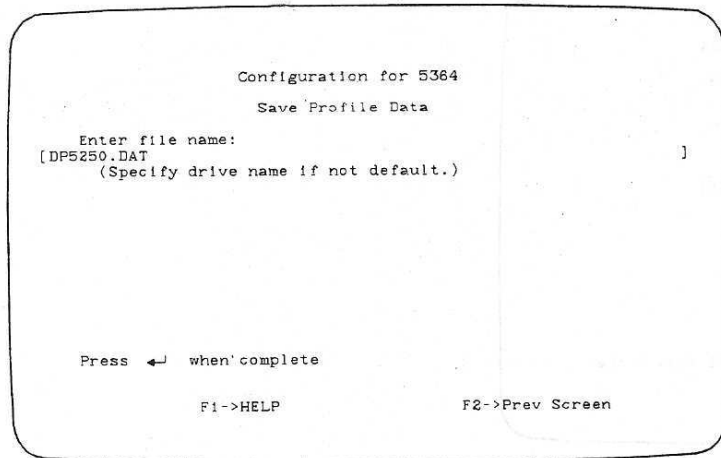 Configuration for 5364
Save Profile Data
Enter file name:
[DP5250.DAT ]
(Specify drive name if not default.)
Press ↵ when complete
F1->HELP F2->Prev Screen